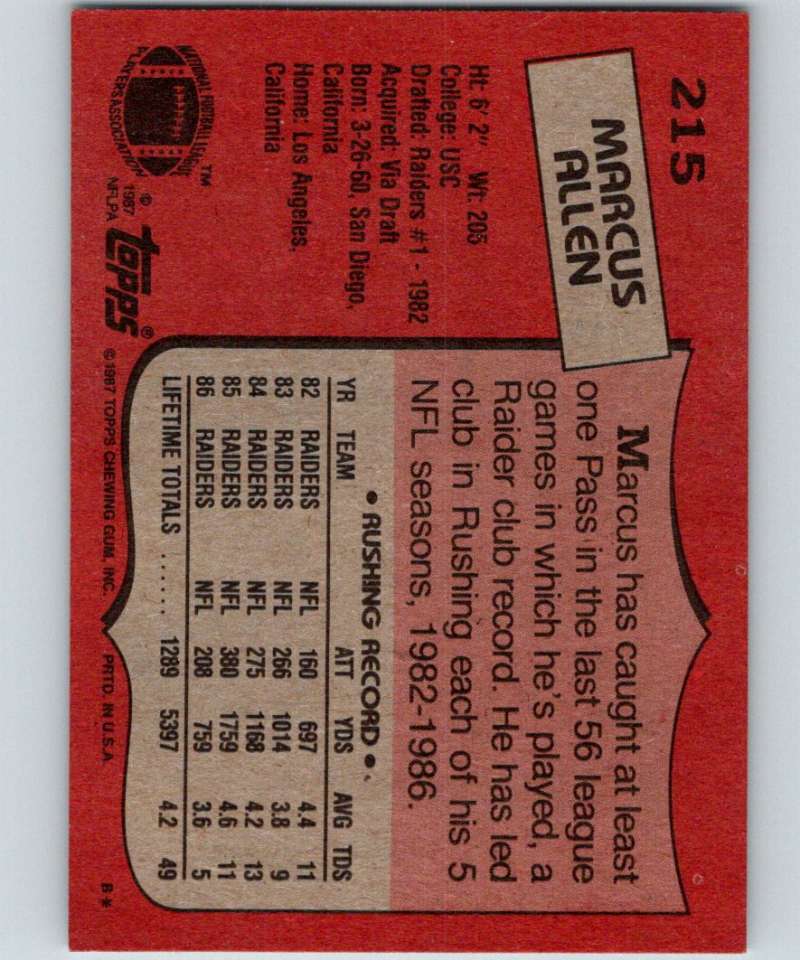 215
MARCUS
ALLEN
Ht: 6' 2" Wt: 205
College: USC
Drafted: Raiders #1 - 1982
Acquired: Via Draft
Born: 3-26-60, San Diego,
California
Home: Los Angeles,
California
NATIONAL FOOTBALL LEAGUE
PLAYERS ASSOCIATION
TM
© 1987
NFLPA
topps®
Marcus has caught at least
one Pass in the last 56 league
games in which he's played, a
Raider club record. He has led
club in Rushing each of his 5
NFL seasons, 1982-1986.
• RUSHING RECORD •
YR TEAM ATT YDS AVG TDS
82 RAIDERS NFL 160 697 4.4 11
83 RAIDERS NFL 266 1014 3.8 9
84 RAIDERS NFL 275 1168 4.2 13
85 RAIDERS NFL 380 1759 4.6 11
86 RAIDERS NFL 208 759 3.6 5
LIFETIME TOTALS ...... 1289 5397 4.2 49
©1987 TOPPS CHEWING GUM, INC. PRTD. IN U.S.A. B*